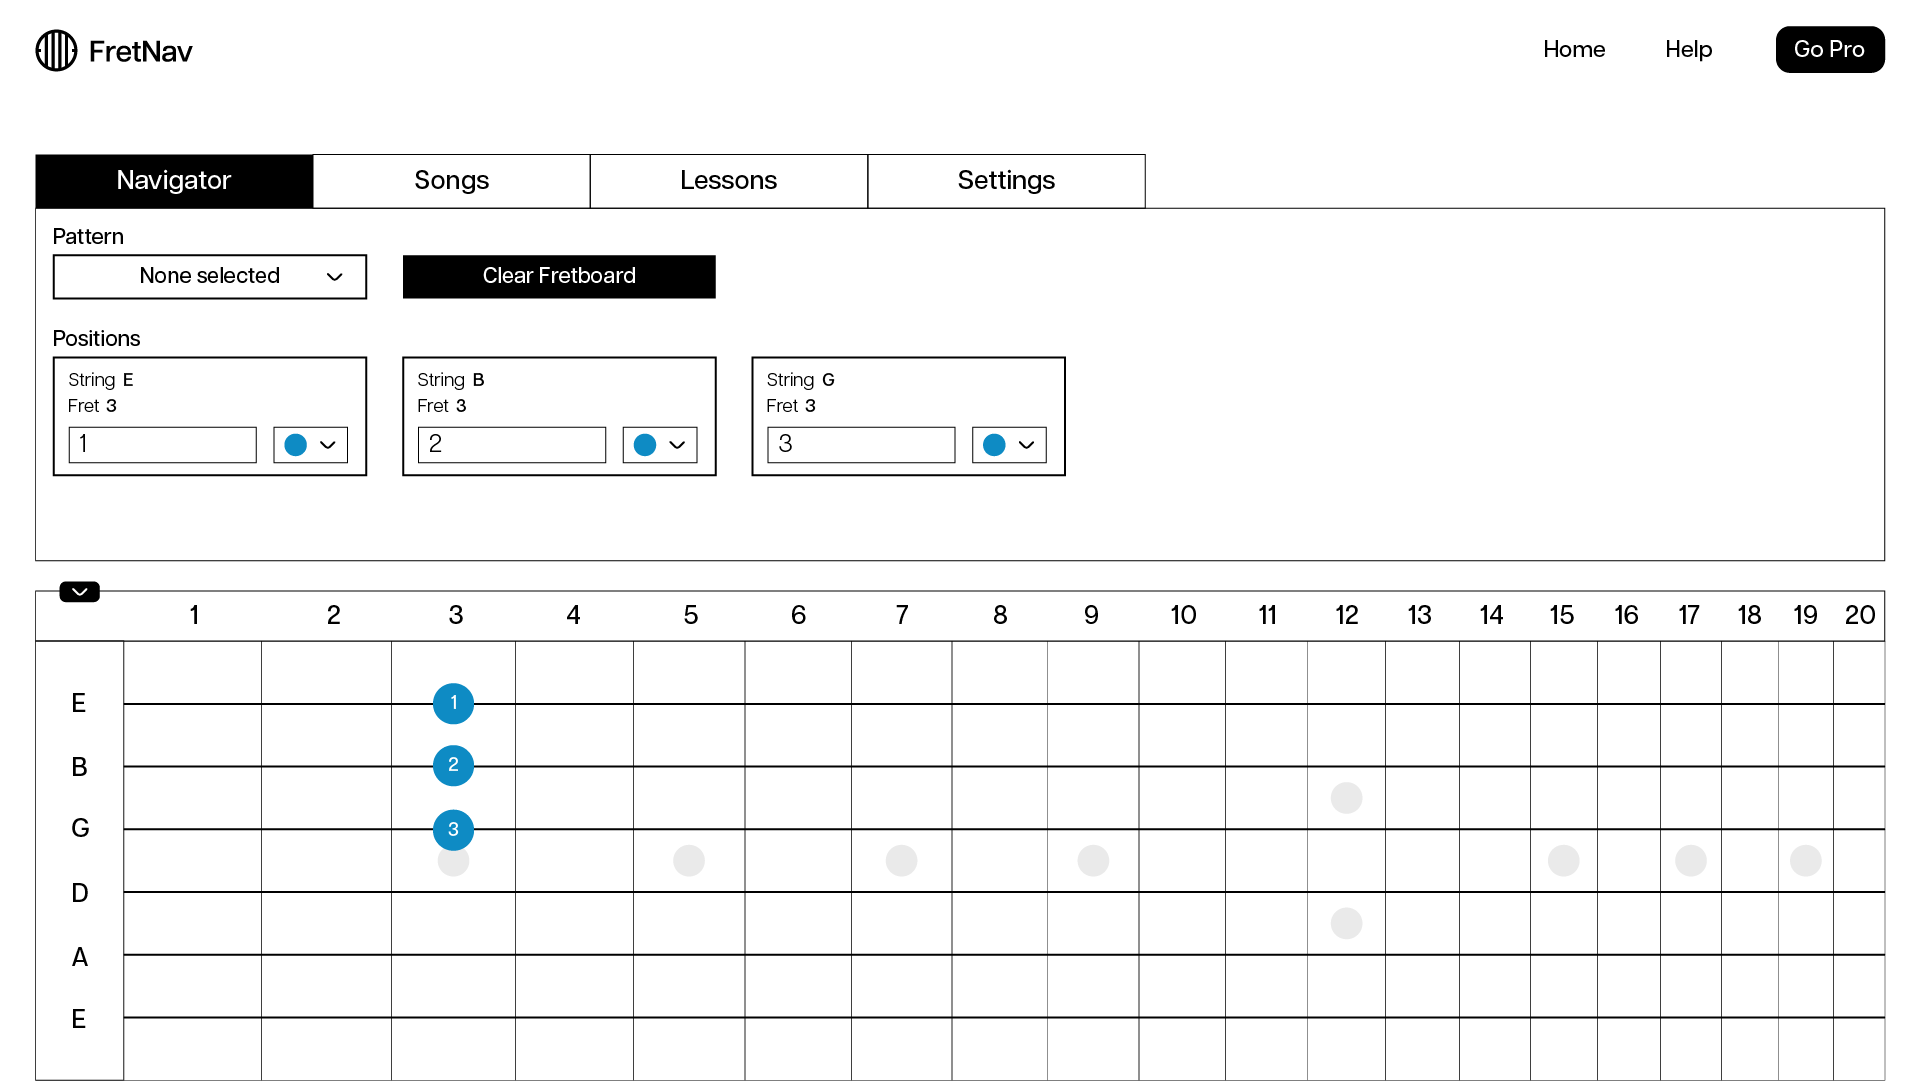 FretNav
Home Help Go Pro
Navigator Songs Lessons Settings
Pattern
None selected Clear Fretboard
Positions
String E String B String G
Fret 3 Fret 3 Fret 3
1 2 3
1 2 3 4 5 6 7 8 9 10 11 12 13 14 15 16 17 18 19 20
E 1
B 2
G 3
D
A
E